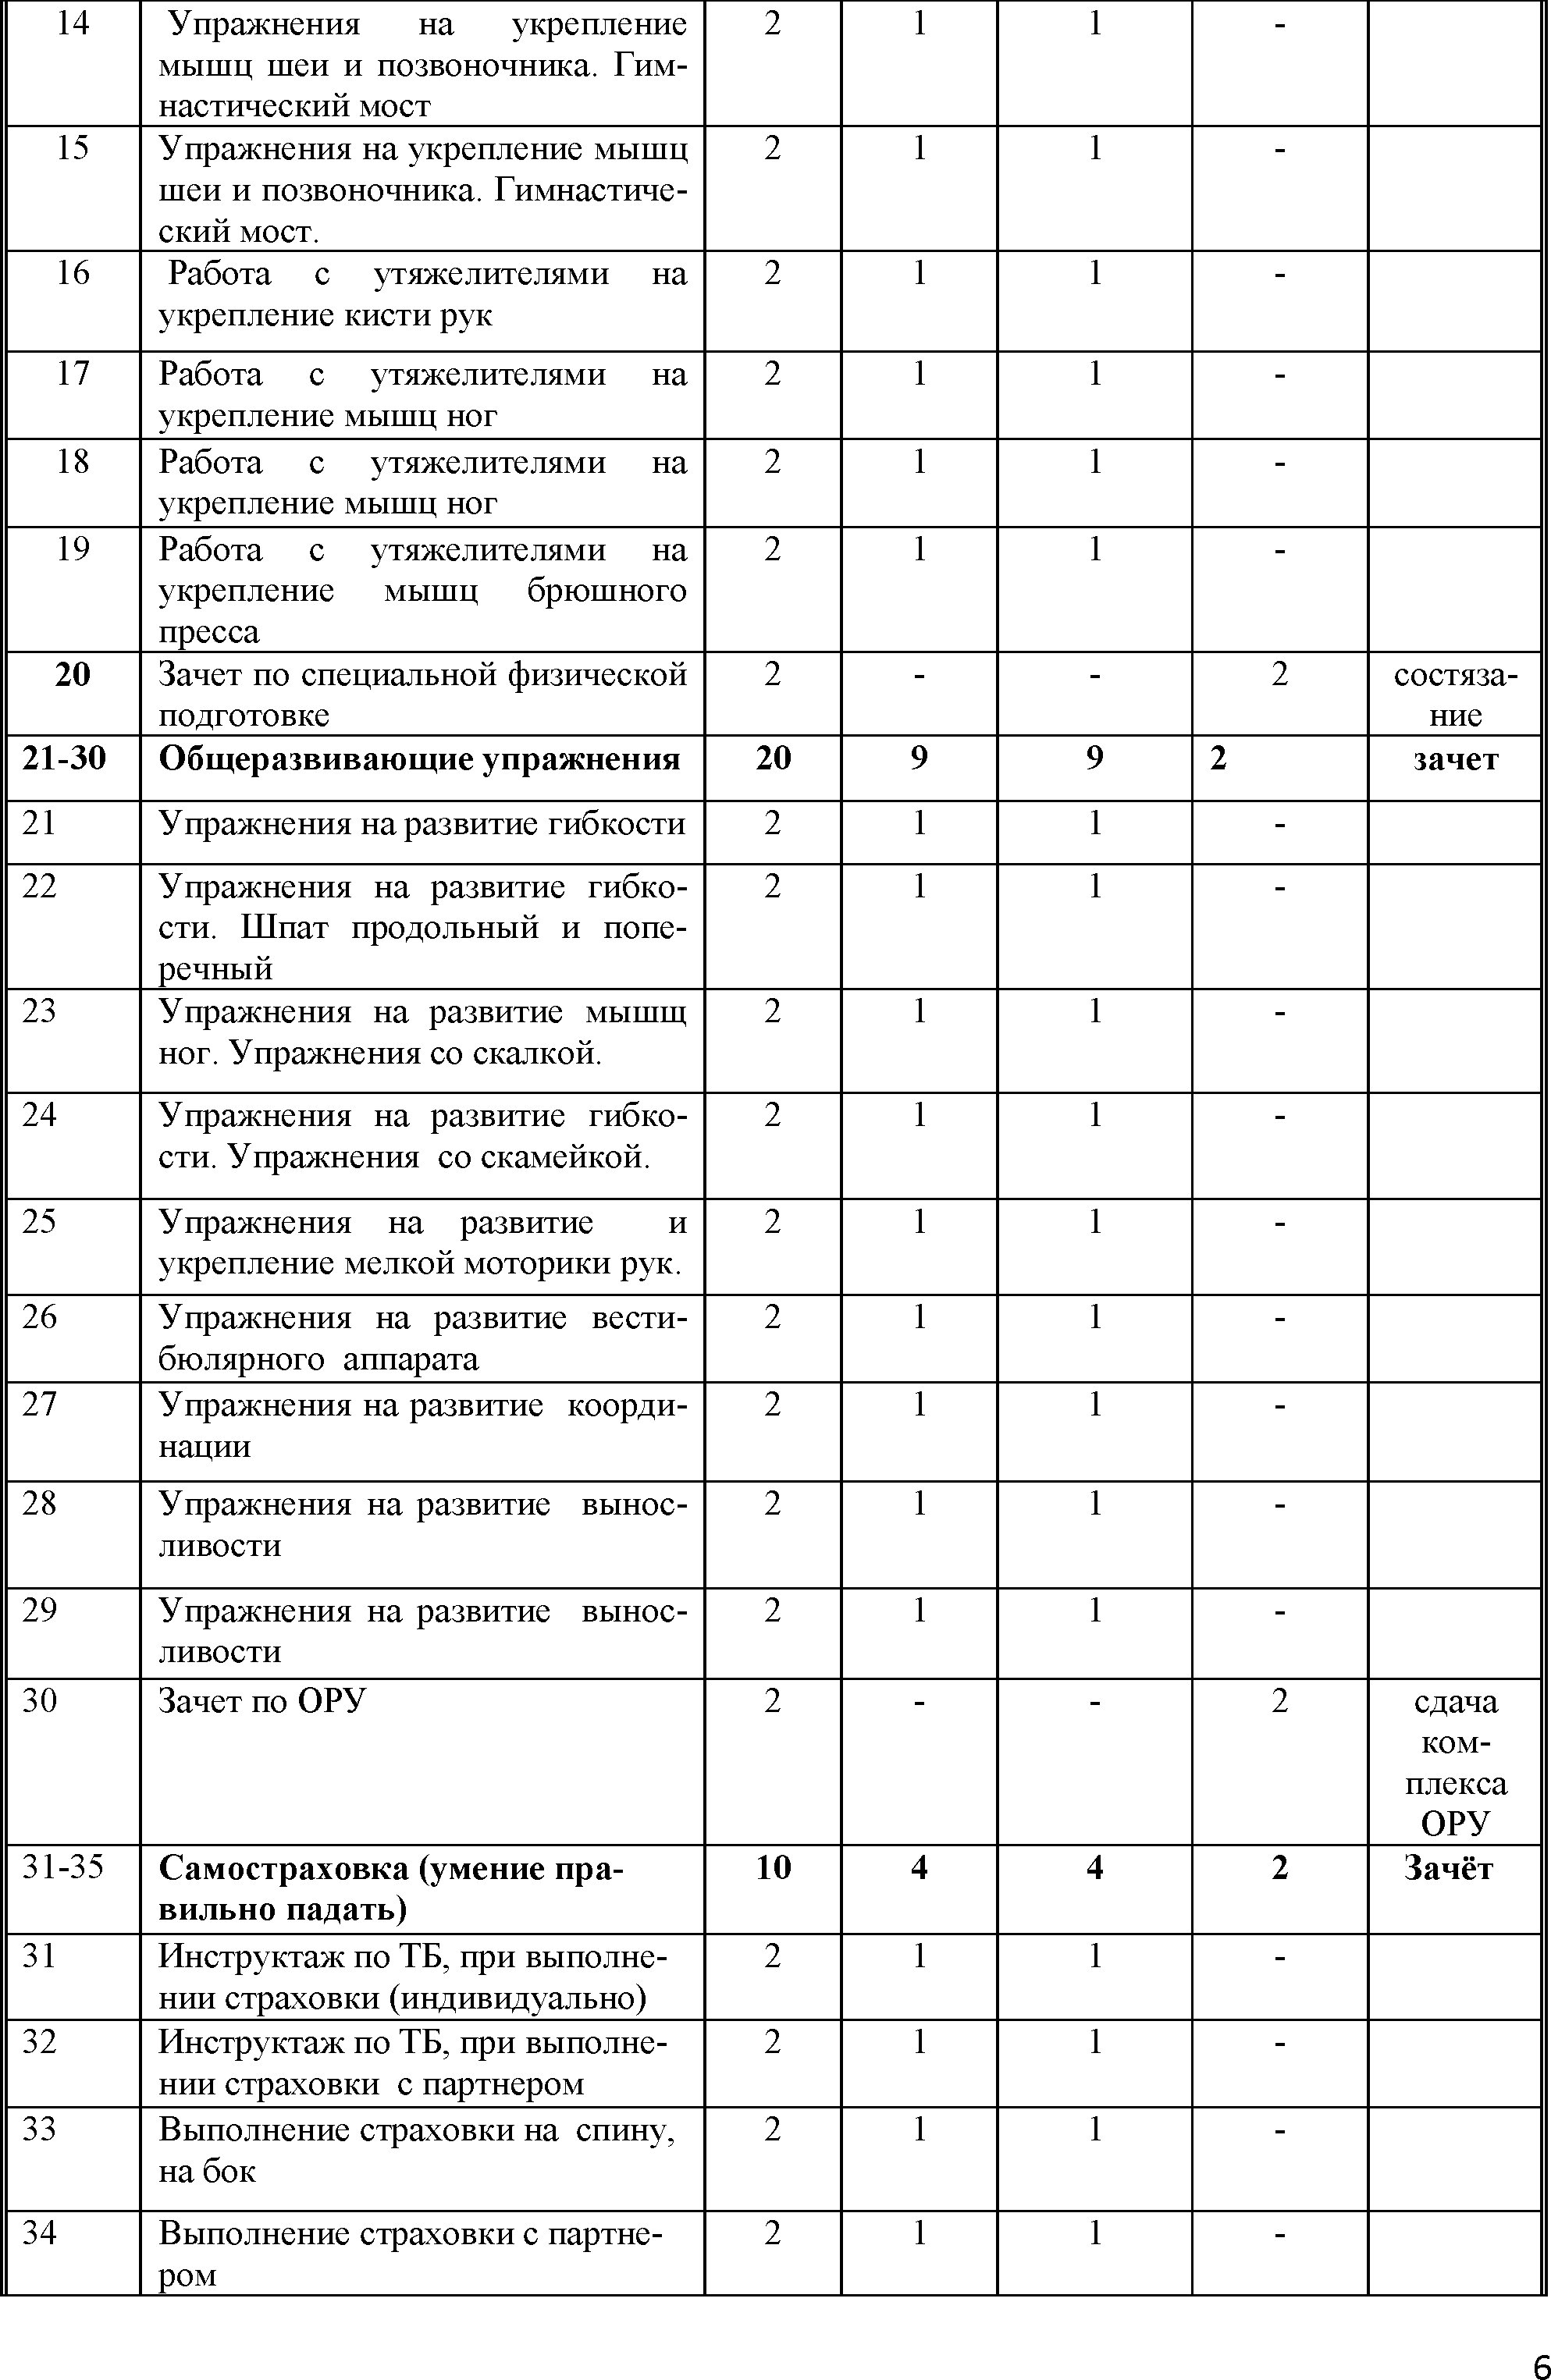 14 Упражнения на укрепление 2 1 1 -
мышц шеи и позвоночника. Гим-
настический мост
15 Упражнения на укрепление мышц 2 1 1 -
шеи и позвоночника. Гимнастиче-
ский мост.
16 Работа с утяжелителями на 2 1 1 -
укрепление кисти рук
17 Работа с утяжелителями на 2 1 1 -
укрепление мышц ног
18 Работа с утяжелителями на 2 1 1 -
укрепление мышц ног
19 Работа с утяжелителями на 2 1 1 -
укрепление мышц брюшного
пресса
20 Зачет по специальной физической 2 - - 2 состяза-
подготовке ние
21-30 Общеразвивающие упражнения 20 9 9 2 зачет
21 Упражнения на развитие гибкости 2 1 1 -
22 Упражнения на развитие гибко- 2 1 1 -
сти. Шпат продольный и попе-
речный
23 Упражнения на развитие мышщ 2 1 1 -
ног. Упражнения со скалкой.
24 Упражнения на развитие гибко- 2 1 1 -
сти. Упражнения со скамейкой.
25 Упражнения на развитие и 2 1 1 -
укрепление мелкой моторики рук.
26 Упражнения на развитие вести- 2 1 1 -
бюлярного аппарата
27 Упражнения на развитие коорди- 2 1 1 -
нации
28 Упражнения на развитие вынос- 2 1 1 -
ливости
29 Упражнения на развитие вынос- 2 1 1 -
ливости
30 Зачет по ОРУ 2 - - 2 сдача
ком-
плекса
ОРУ
31-35 Самостраховка (умение пра- 10 4 4 2 Зачёт
вильно падать)
31 Инструктаж по ТБ, при выполне- 2 1 1 -
нии страховки (индивидуально)
32 Инструктаж по ТБ, при выполне- 2 1 1 -
нии страховки с партнером
33 Выполнение страховки на спину, 2 1 1 -
на бок
34 Выполнение страховки с партне- 2 1 1 -
ром
6